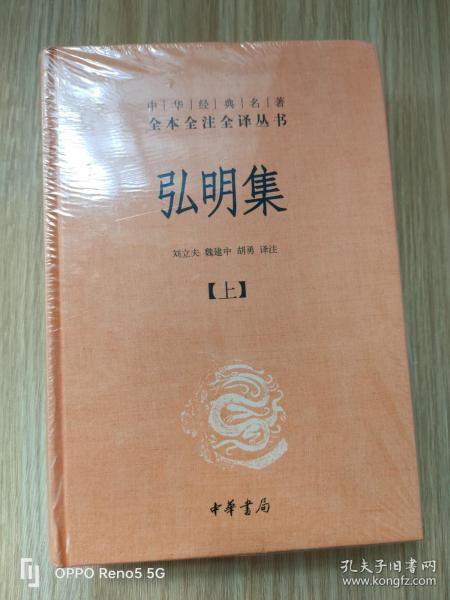 中华经典名著
全本全注全译丛书
弘明集
刘立夫 魏建中 胡勇 译注
【上】
中華書局
OPPO Reno5 5G
孔夫子旧书网
www.kongfz.com